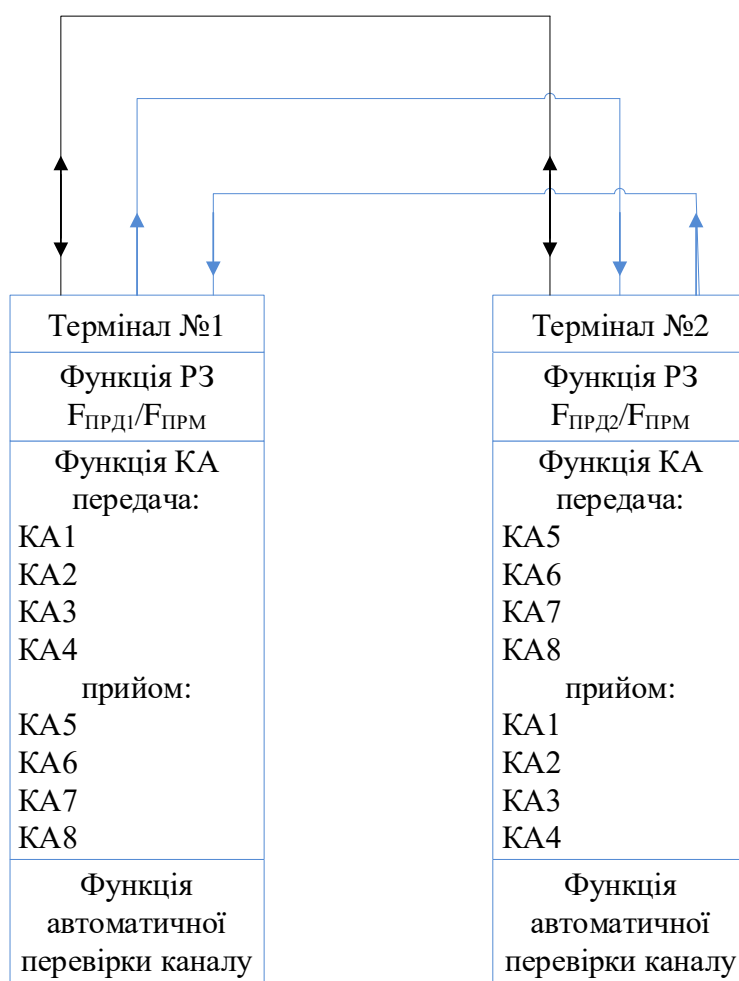 Термінал №1
Функція РЗ
FПРД1/FПРМ
Функція КА
передача:
КА1
КА2
КА3
КА4
прийом:
КА5
КА6
КА7
КА8
Функція
автоматичної
перевірки каналу
Термінал №2
Функція РЗ
FПРД2/FПРМ
Функція КА
передача:
КА5
КА6
КА7
КА8
прийом:
КА1
КА2
КА3
КА4
Функція
автоматичної
перевірки каналу